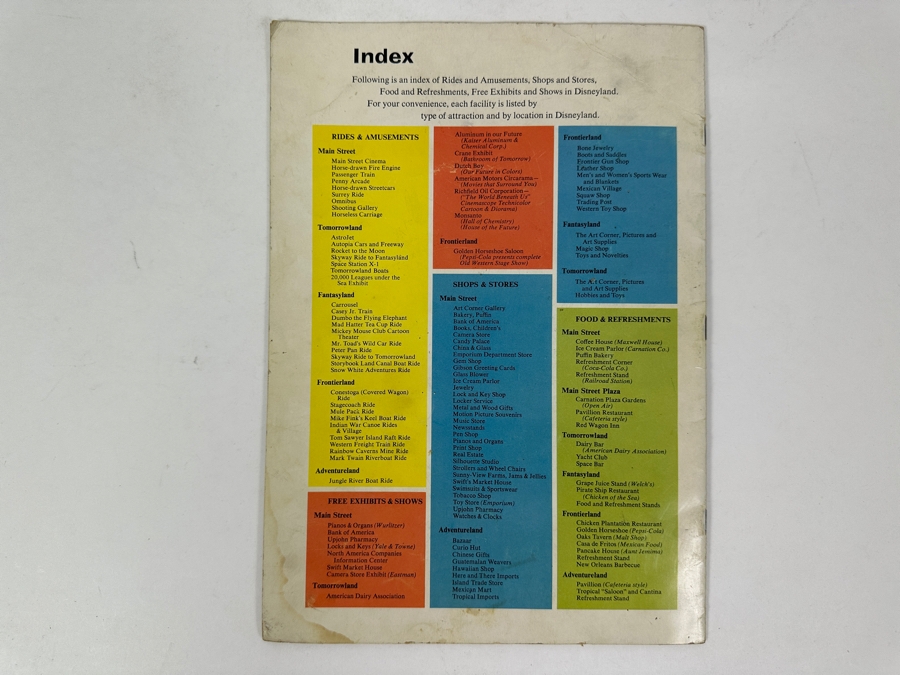 Index
Following is an index of Rides and Amusements, Shops and Stores,
Food and Refreshments, Free Exhibits and Shows in Disneyland.
For your convenience, each facility is listed by
type of attraction and by location in Disneyland.
RIDES & AMUSEMENTS
Main Street
Main Street Cinema
Horse-drawn Fire Engine
Passenger Train
Penny Arcade
Horse-drawn Streetcars
Surrey Ride
Omnibus
Shooting Gallery
Horseless Carriage
Tomorrowland
AstroJet
Autopia Cars and Freeway
Rocket to the Moon
Skyway Ride to Fantasyland
Space Station X-1
Tomorrowland Boats
20,000 Leagues under the
Sea Exhibit
Fantasyland
Carrousel
Casey Jr. Train
Dumbo the Flying Elephant
Mad Hatter Tea Cup Ride
Mickey Mouse Club Cartoon
Theater
Mr. Toad's Wild Car Ride
Peter Pan Ride
Skyway Ride to Tomorrowland
Storybook Land Canal Boat Ride
Snow White Adventures Ride
Frontierland
Conestoga (Covered Wagon)
Ride
Stagecoach Ride
Mule Pack Ride
Mike Fink's Keel Boat Ride
Indian War Canoe Rides
& Village
Tom Sawyer Island Raft Ride
Western Freight Train Ride
Rainbow Caverns Mine Ride
Mark Twain Riverboat Ride
Adventureland
Jungle River Boat Ride
FREE EXHIBITS & SHOWS
Main Street
Pianos & Organs (Wurlitzer)
Bank of America
Upjohn Pharmacy
Locks and Keys (Yale & Towne)
North America Companies
Information Center
Swift Market House
Camera Store Exhibit (Eastman)
Tomorrowland
American Dairy Association
Aluminum in our Future
(Kaiser Aluminum &
Chemical Corp.)
Crane Exhibit
(Bathroom of Tomorrow)
Dutch Boy
(Our Future in Colors)
American Motors Circarama—
(Movies that Surround You)
Richfield Oil Corporation—
("The World Beneath Us"
Cinemascope Technicolor
Cartoon & Diorama)
Monsanto
(Hall of Chemistry)
(House of the Future)
Frontierland
Golden Horseshoe Saloon
(Pepsi-Cola presents complete
Old Western Stage Show)
SHOPS & STORES
Main Street
Art Corner Gallery
Bakery, Puffin
Bank of America
Books, Children's
Camera Store
Candy Palace
China & Glass
Emporium Department Store
Gem Shop
Gibson Greeting Cards
Glass Blower
Ice Cream Parlor
Jewelry
Lock and Key Shop
Locker Service
Metal and Wood Gifts
Motion Picture Souvenirs
Music Store
Newsstands
Pen Shop
Pianos and Organs
Print Shop
Real Estate
Silhouette Studio
Strollers and Wheel Chairs
Sunny-View Farms, Jams & Jellies
Swift's Market House
Swimsuits & Sportswear
Tobacco Shop
Toy Store (Emporium)
Upjohn Pharmacy
Watches & Clocks
Adventureland
Bazaar
Curio Hut
Chinese Gifts
Guatemalan Weavers
Hawaiian Shop
Here and There Imports
Island Trade Store
Mexican Mart
Tropical Imports
Frontierland
Bone Jewelry
Boots and Saddles
Frontier Gun Shop
Leather Shop
Men's and Women's Sports Wear
and Blankets
Mexican Village
Squaw Shop
Trading Post
Western Toy Shop
Fantasyland
The Art Corner, Pictures and
Art Supplies
Magic Shop
Toys and Novelties
Tomorrowland
The Art Corner, Pictures
and Art Supplies
Hobbies and Toys
FOOD & REFRESHMENTS
Main Street
Coffee House (Maxwell House)
Ice Cream Parlor (Carnation Co.)
Puffin Bakery
Refreshment Corner
(Coca-Cola Co.)
Refreshment Stand
(Railroad Station)
Main Street Plaza
Carnation Plaza Gardens
(Open Air)
Pavillion Restaurant
(Cafeteria style)
Red Wagon Inn
Tomorrowland
Dairy Bar
(American Dairy Association)
Yacht Club
Space Bar
Fantasyland
Grape Juice Stand (Welch's)
Pirate Ship Restaurant
(Chicken of the Sea)
Food and Refreshment Stands
Frontierland
Chicken Plantation Restaurant
Golden Horseshoe (Pepsi-Cola)
Oaks Tavern (Malt Shop)
Casa de Fritos (Mexican Food)
Pancake House (Aunt Jemima)
Refreshment Stand
New Orleans Barbecue
Adventureland
Pavillion (Cafeteria style)
Tropical "Saloon" and Cantina
Refreshment Stand